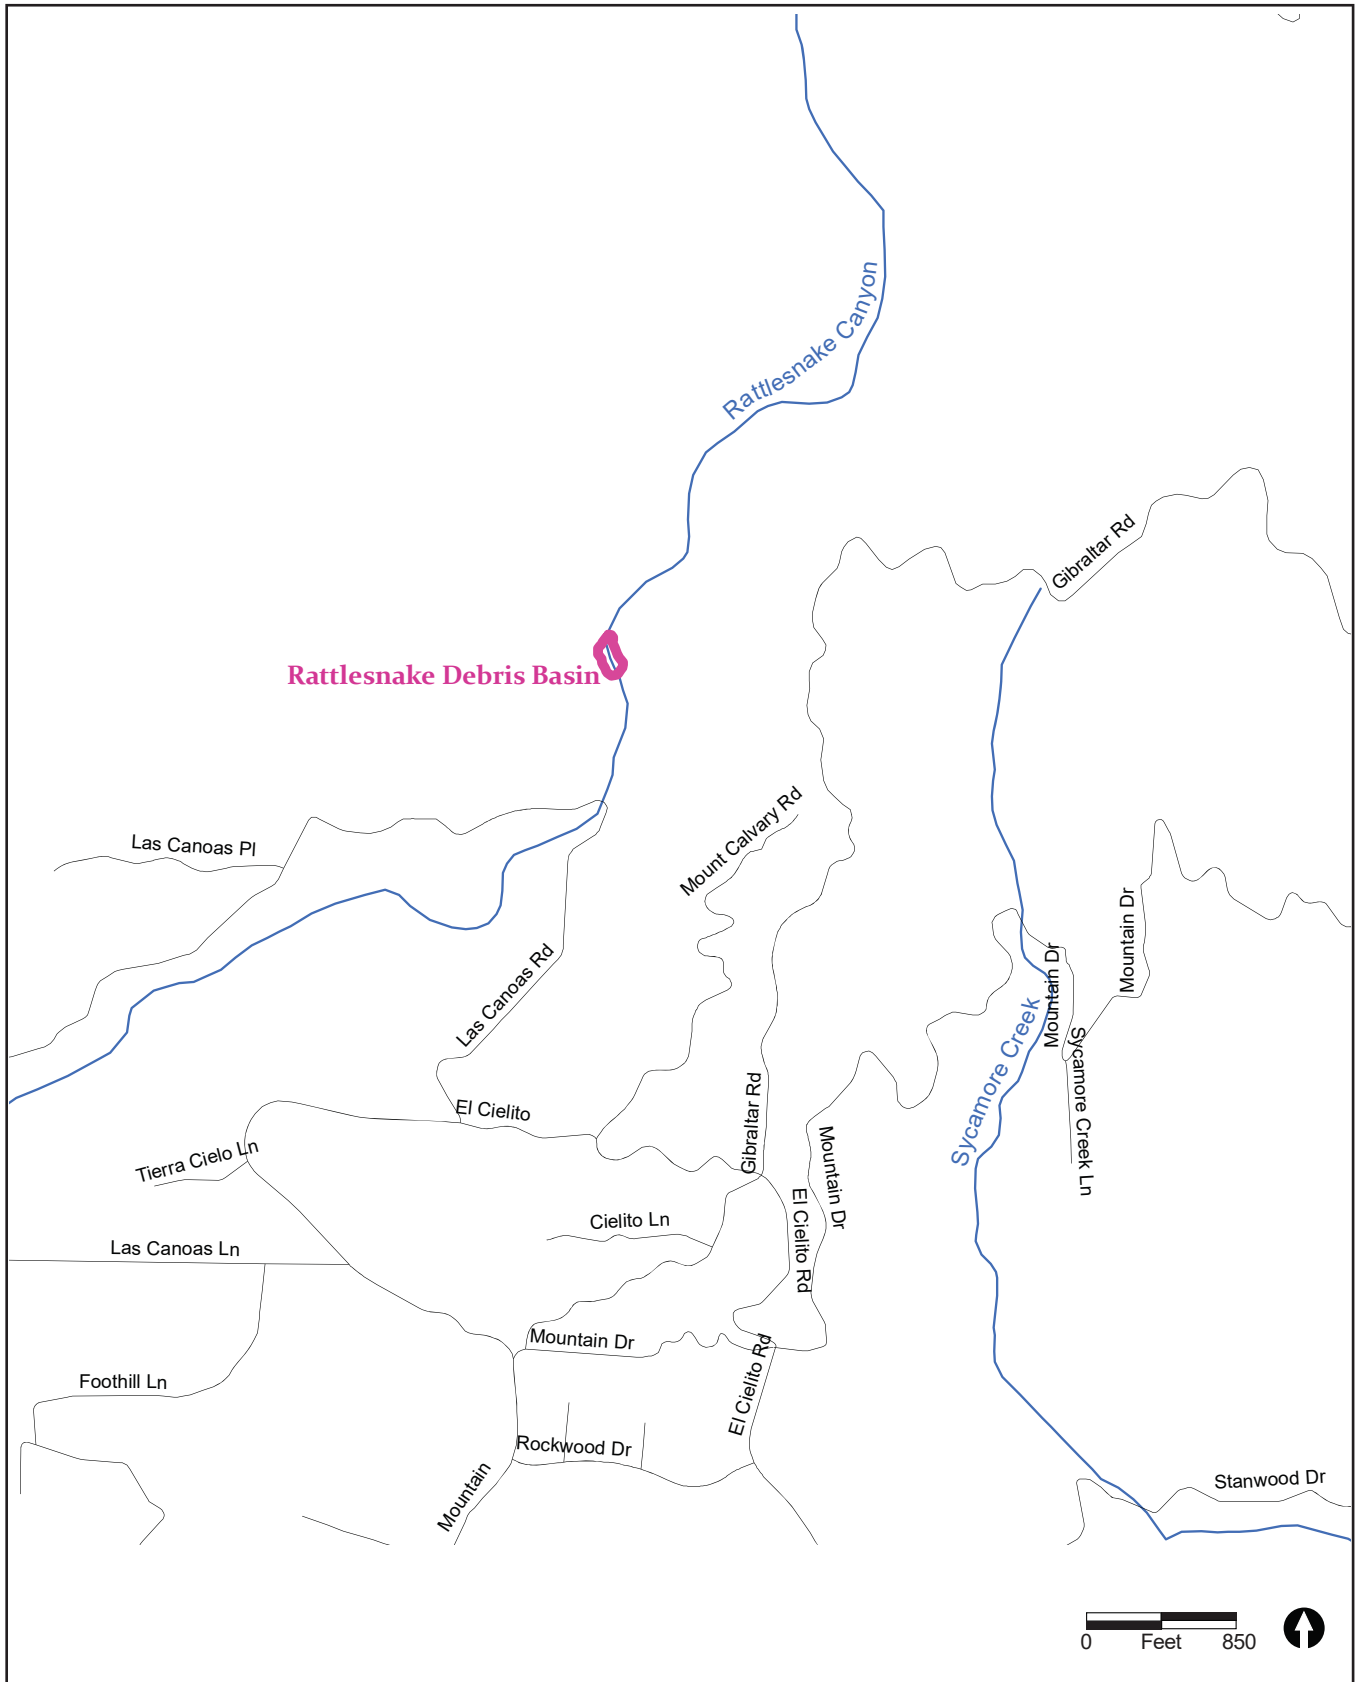 Rattlesnake Canyon
Gibraltar Rd
Rattlesnake Debris Basin
Mount Calvary Rd
Las Canoas Pl
Mountain Dr
Mountain Dr
Las Canoas Rd
Sycamore Creek
Sycamore Creek Ln
El Cielito
Gibraltar Rd
Mountain Dr
Tierra Cielo Ln
El Cielito Rd
Cielito Ln
Las Canoas Ln
Mountain Dr
El Cielito Rd
Foothill Ln
Rockwood Dr
Mountain
Stanwood Dr
0 Feet 850